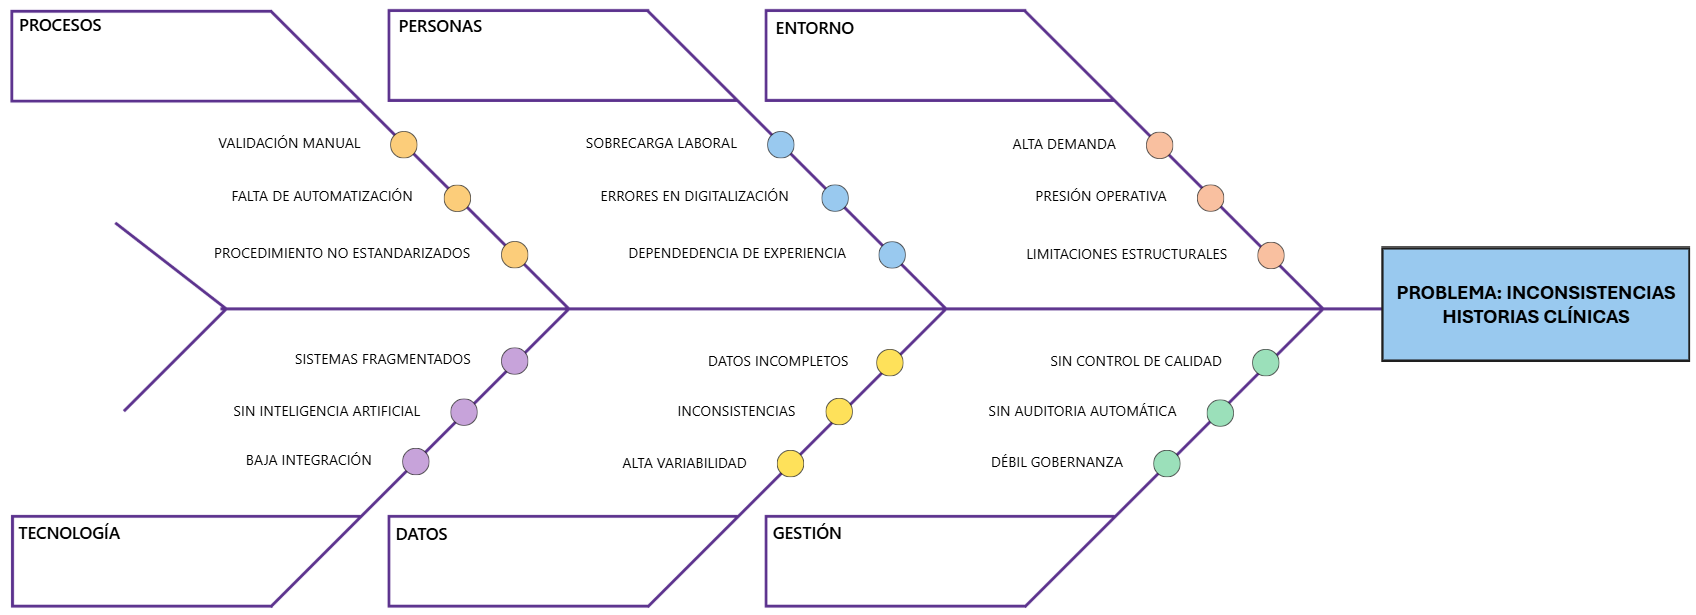 PROCESOS
PERSONAS
ENTORNO
VALIDACIÓN MANUAL
SOBRECARGA LABORAL
ALTA DEMANDA
FALTA DE AUTOMATIZACIÓN
ERRORES EN DIGITALIZACIÓN
PRESIÓN OPERATIVA
PROCEDIMIENTO NO ESTANDARIZADOS
DEPENDEDENCIA DE EXPERIENCIA
LIMITACIONES ESTRUCTURALES
PROBLEMA: INCONSISTENCIAS
HISTORIAS CLÍNICAS
SISTEMAS FRAGMENTADOS
DATOS INCOMPLETOS
SIN CONTROL DE CALIDAD
SIN INTELIGENCIA ARTIFICIAL
INCONSISTENCIAS
SIN AUDITORIA AUTOMÁTICA
BAJA INTEGRACIÓN
ALTA VARIABILIDAD
DÉBIL GOBERNANZA
TECNOLOGÍA
DATOS
GESTIÓN